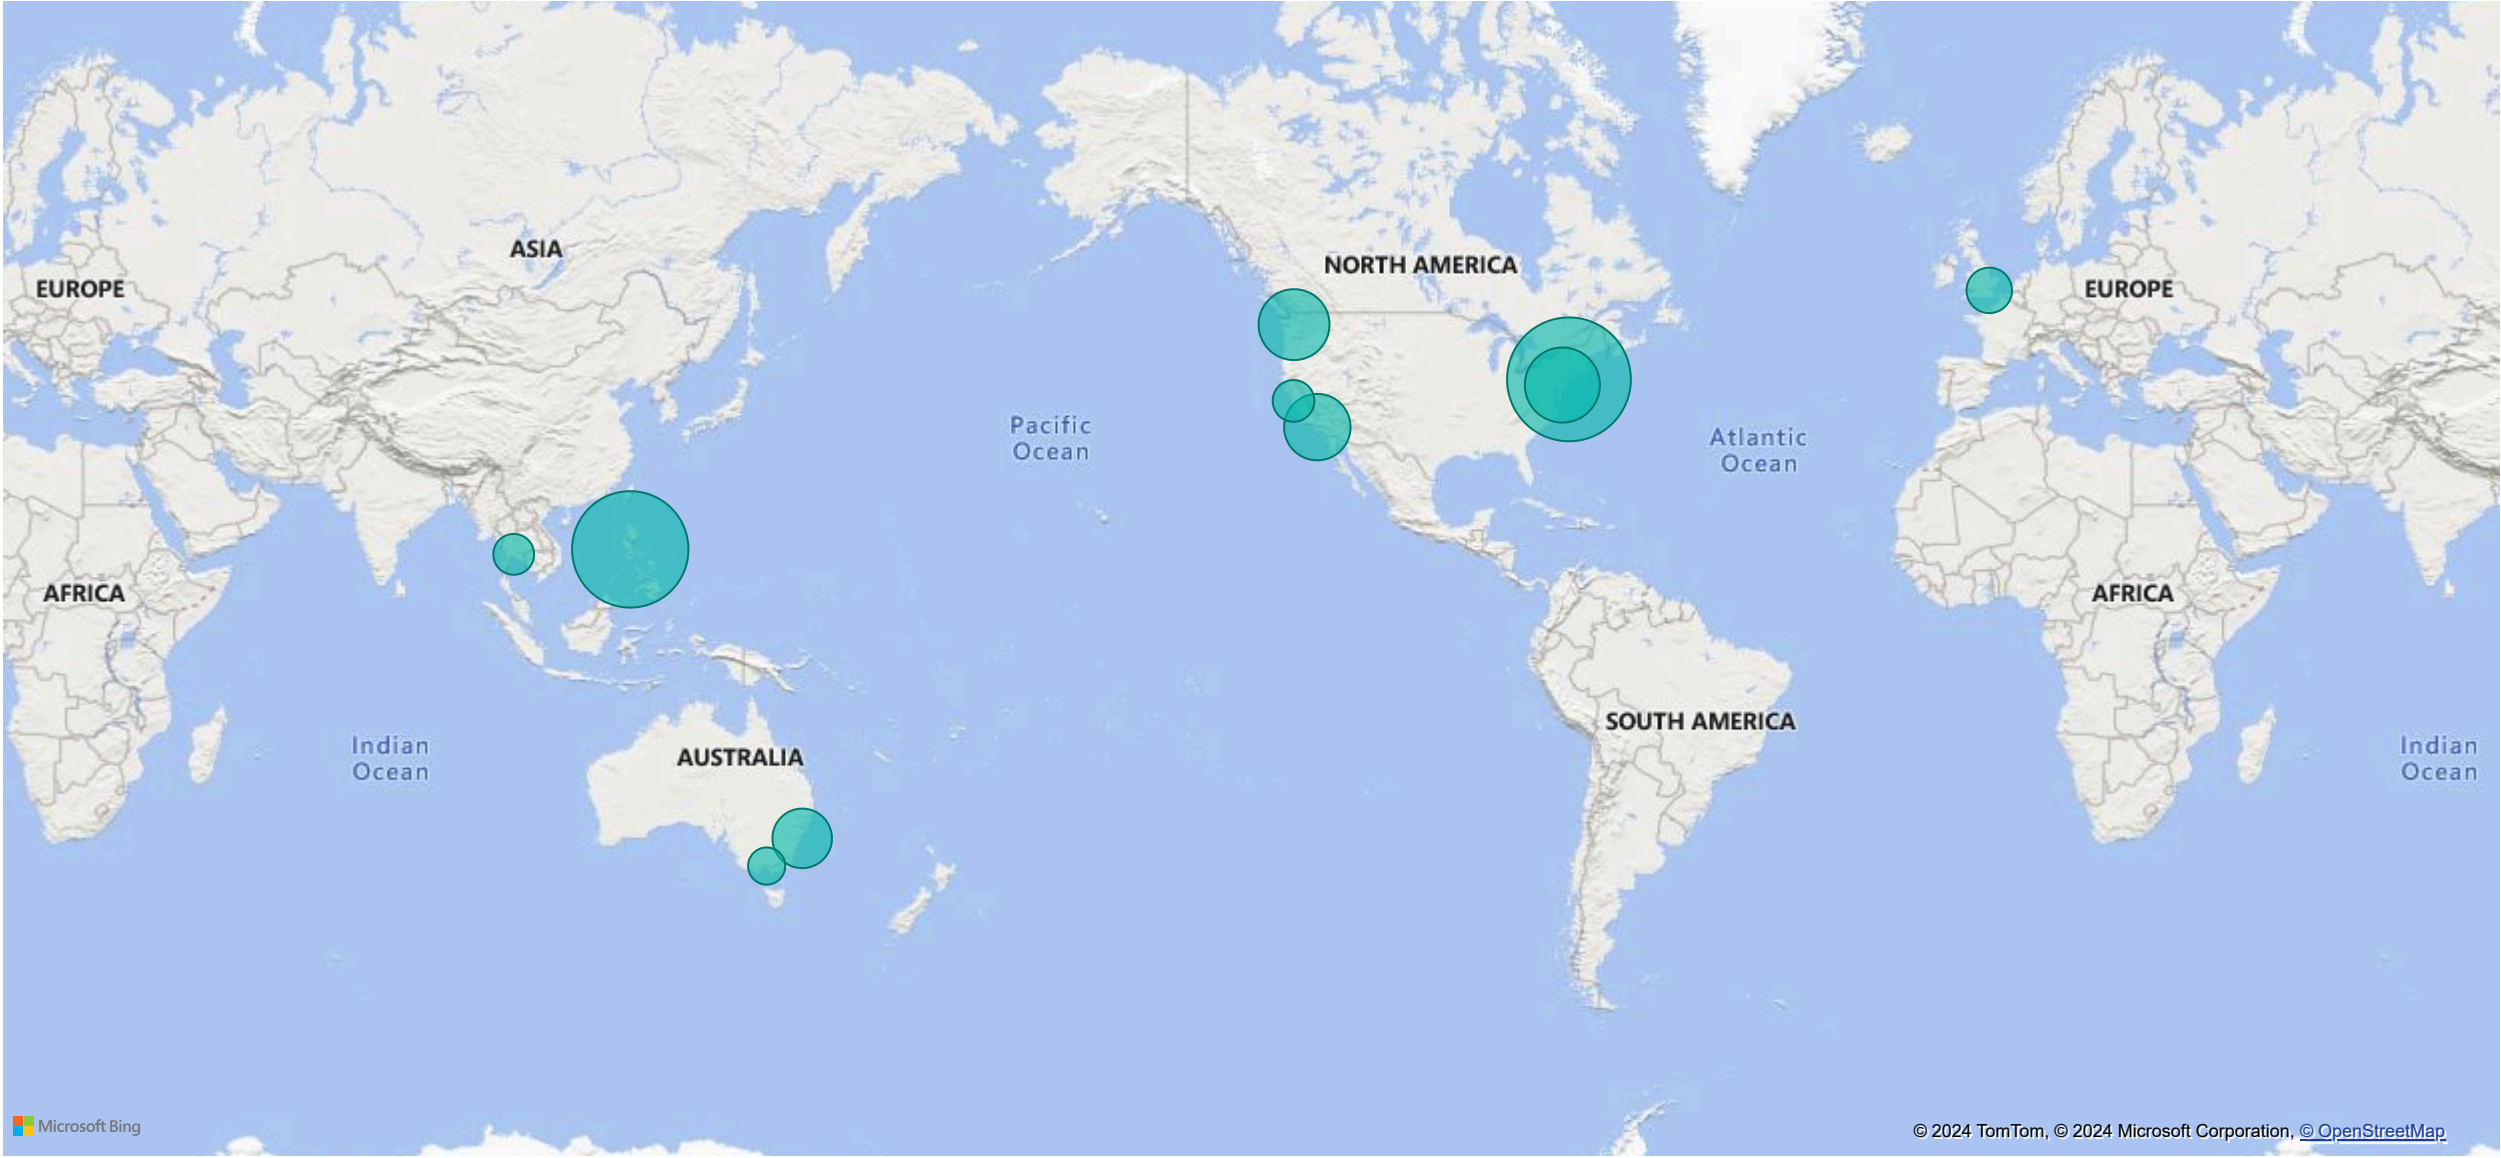 ASIA
EUROPE
NORTH AMERICA
EUROPE
Pacific
Ocean
Atlantic
Ocean
AFRICA
AFRICA
SOUTH AMERICA
Indian
Ocean
AUSTRALIA
Indian
Ocean
Microsoft Bing
© 2024 TomTom, © 2024 Microsoft Corporation, © OpenStreetMap